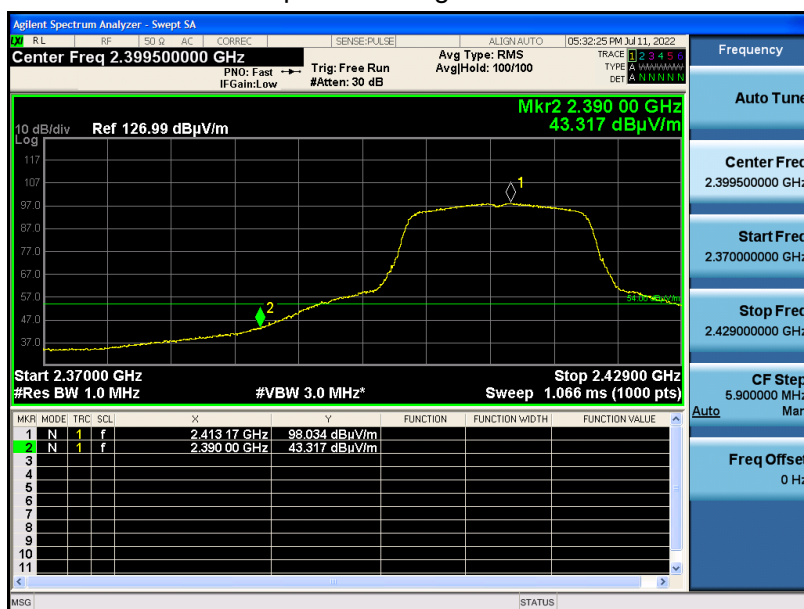 Agilent Spectrum Analyzer - Swept SA
LXI RL RF 50 Ω AC CORREC SENSE:PULSE ALIGN AUTO 05:32:25 PM Jul 11, 2022
Center Freq 2.399500000 GHz
PNO: Fast
IFGain:Low
Trig: Free Run
#Atten: 30 dB
Avg Type: RMS
Avg|Hold: 100/100
TRACE 1 2 3 4 5 6
TYPE A WWWWW
DET A N N N N N
Mkr2 2.390 00 GHz
43.317 dBµV/m
10 dB/div Ref 126.99 dBµV/m
Log
117
107
97.0
87.0
77.0
67.0
57.0
47.0
37.0
1
2
Start 2.37000 GHz Stop 2.42900 GHz
#Res BW 1.0 MHz #VBW 3.0 MHz* Sweep 1.066 ms (1000 pts)
MKR MODE TRC SCL X Y FUNCTION FUNCTION WIDTH FUNCTION VALUE
1 N 1 f 2.413 17 GHz 98.034 dBµV/m
2 N 1 f 2.390 00 GHz 43.317 dBµV/m
3
4
5
6
7
8
9
10
11
MSG STATUS
Frequency
Auto Tune
Center Freq
2.399500000 GHz
Start Freq
2.370000000 GHz
Stop Freq
2.429000000 GHz
CF Step
5.900000 MHz
Auto Man
Freq Offset
0 Hz